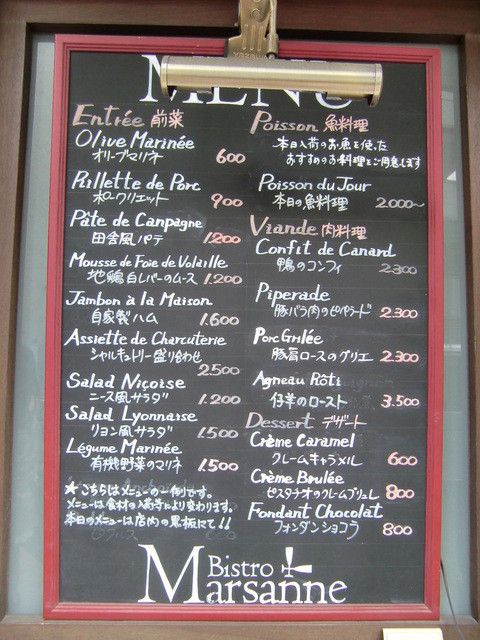 MENU
Entrée 前菜
Olive Marinée
オリーブマリネ 600
Rillette de Porc
ポークリエット 900
Pâte de Canpagne
田舎風パテ 1.200
Mousse de Foie de Volaille
地鶏白レバーのムース 1.200
Jambon à la Maison
自家製ハム 1.600
Assiette de Charcuterie
シャルキュトリー盛り合わせ
2.500
Salad Niçoise
ニース風サラダ 1.200
Salad Lyonnaise
リヨン風サラダ 1.500
Légume Marinée
有機野菜のマリネ 1.500
★こちらはメニューの一例です。
メニューは食材の入荷等により変わります。
本日のメニューは店内の黒板にて!!
Poisson 魚料理
本日入荷のお魚を使った
おすすめのお料理をご用意します
Poisson du Jour
本日の魚料理 2.000〜
Viande 肉料理
Confit de Canard
鴨のコンフィ 2.300
Piperade
豚バラ肉のピペラード 2.300
Porc Grilée
豚肩ロースのグリエ 2.300
Agneau Rôti
仔羊のロースト 3.500
Dessert デザート
Crème Caramel
クレームキャラメル 600
Crème Brulée
ピスタチオのクレームブリュレ 800
Fondant Chocolat
フォンダンショコラ 800
Bistro
Marsanne